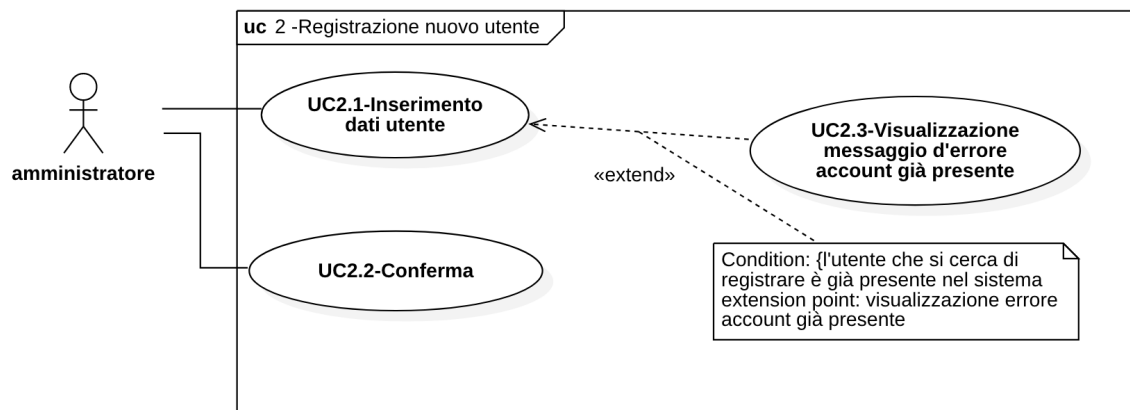 uc 2 -Registrazione nuovo utente
UC2.1-Inserimento
dati utente
UC2.3-Visualizzazione
messaggio d'errore
account già presente
amministratore
«extend»
UC2.2-Conferma
Condition: {l'utente che si cerca di
registrare è già presente nel sistema
extension point: visualizzazione errore
account già presente